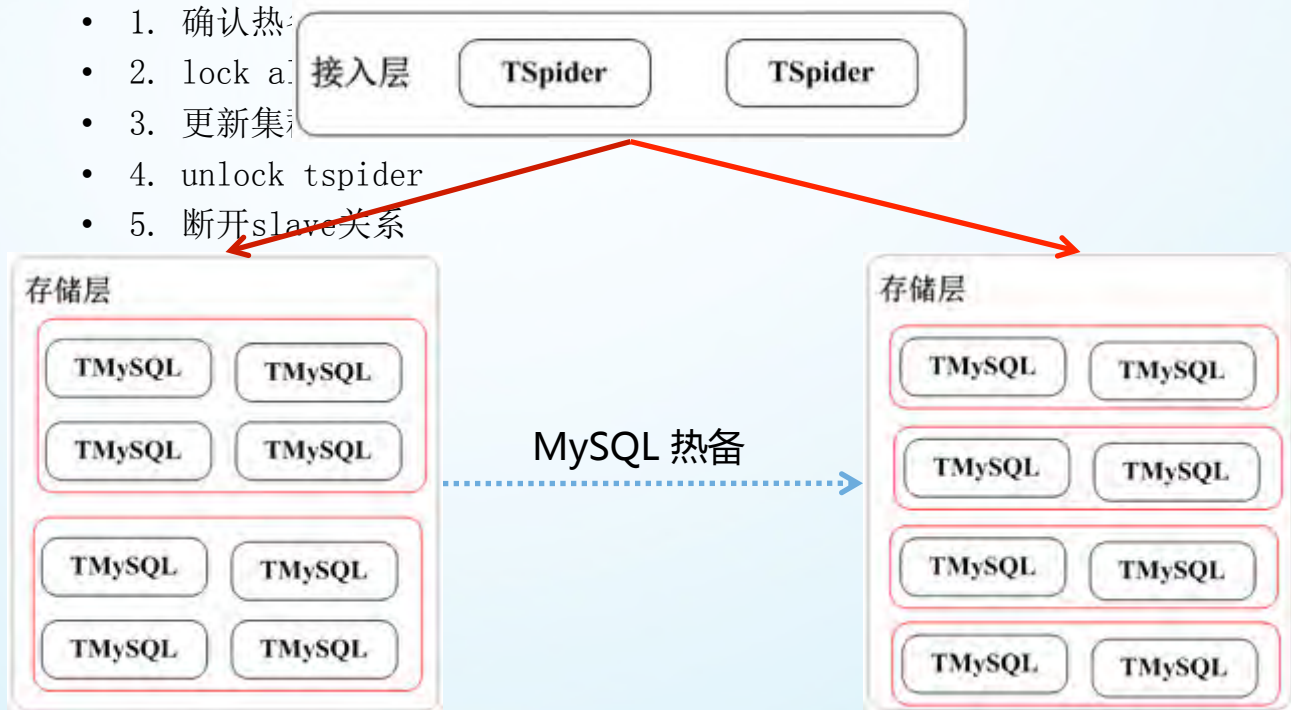 • 1. 确认热
• 2. lock al
• 3. 更新集
• 4. unlock tspider
• 5. 断开slave关系
接入层 TSpider TSpider
存储层
TMySQL TMySQL
TMySQL TMySQL
TMySQL TMySQL
TMySQL TMySQL
MySQL 热备
存储层
TMySQL TMySQL
TMySQL TMySQL
TMySQL TMySQL
TMySQL TMySQL